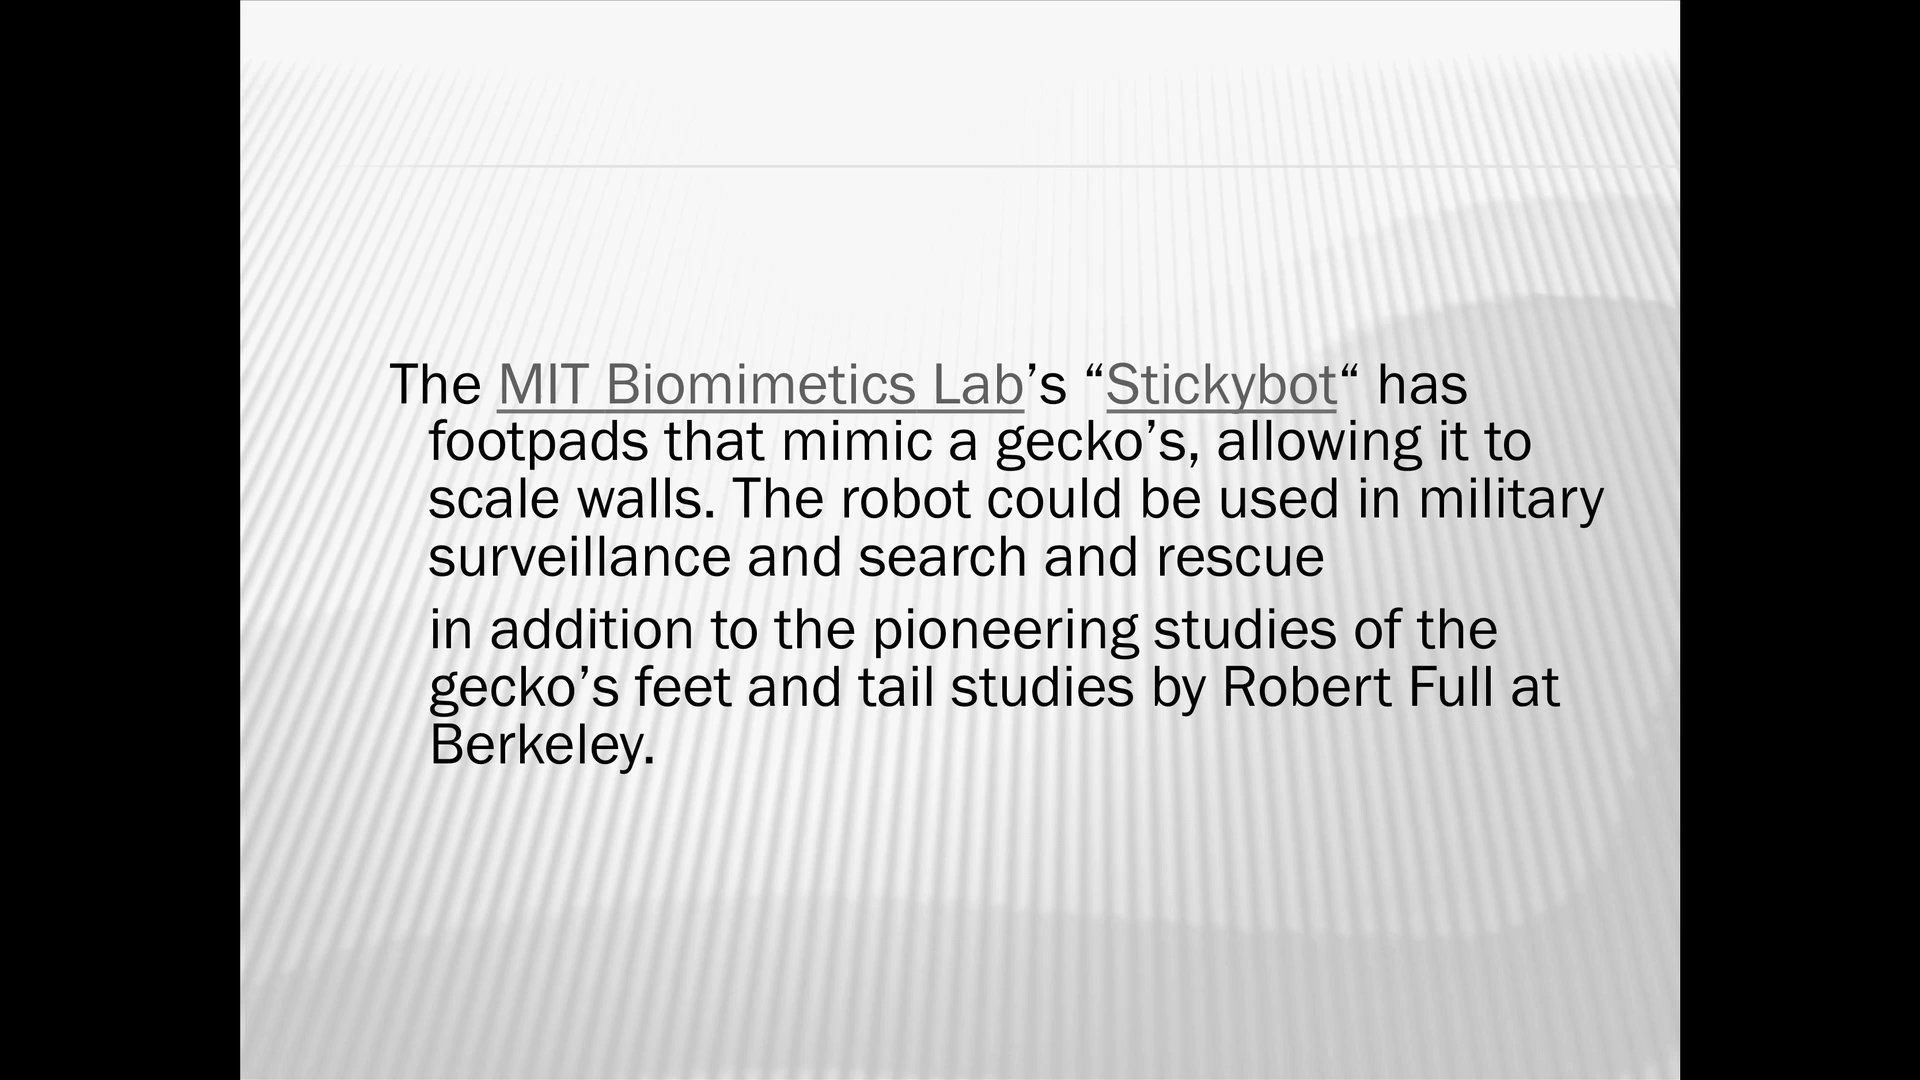 The MIT Biomimetics Lab’s “Stickybot“ has
footpads that mimic a gecko’s, allowing it to
scale walls. The robot could be used in military
surveillance and search and rescue
in addition to the pioneering studies of the
gecko’s feet and tail studies by Robert Full at
Berkeley.